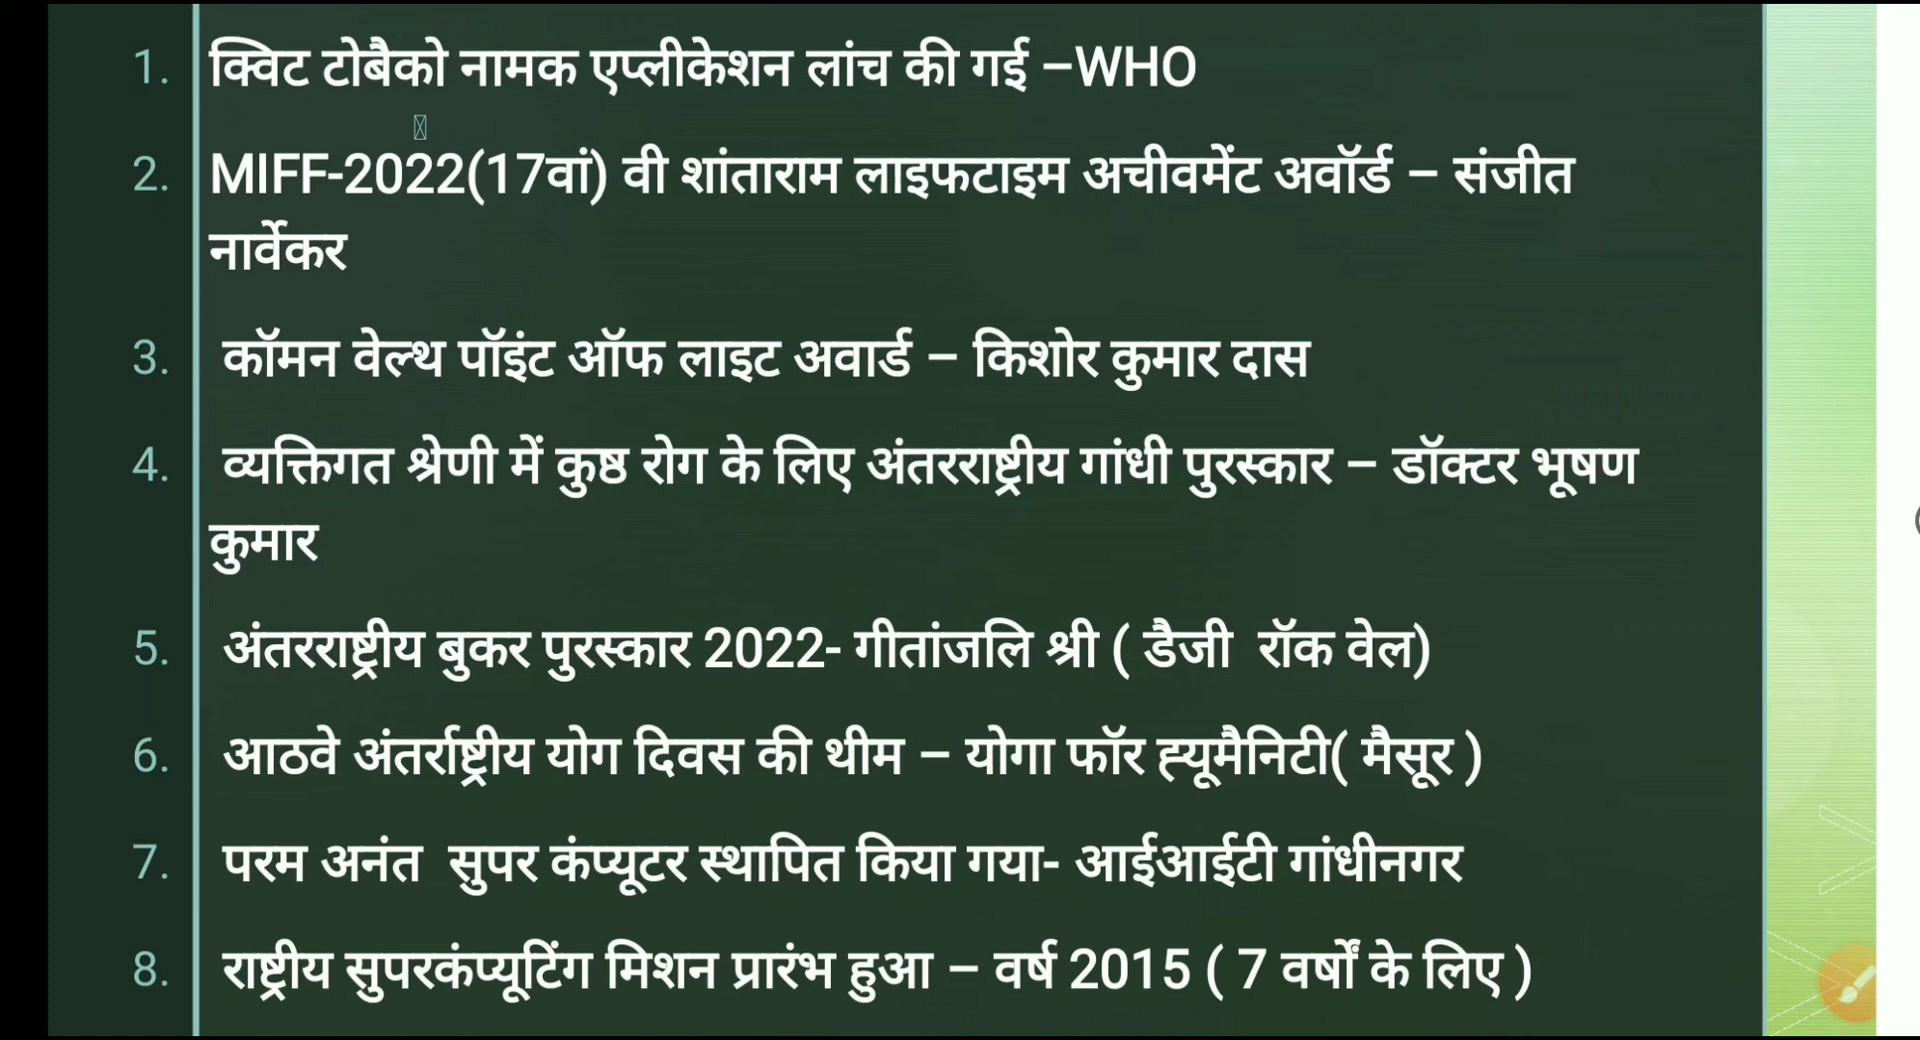 1. क्विट टोबैको नामक एप्लीकेशन लांच की गई –WHO
2. MIFF-2022(17वां) वी शांताराम लाइफटाइम अचीवमेंट अवॉर्ड – संजीत
नार्वेकर
3. कॉमन वेल्थ पॉइंट ऑफ लाइट अवार्ड – किशोर कुमार दास
4. व्यक्तिगत श्रेणी में कुष्ठ रोग के लिए अंतरराष्ट्रीय गांधी पुरस्कार – डॉक्टर भूषण
कुमार
5. अंतरराष्ट्रीय बुकर पुरस्कार 2022- गीतांजलि श्री ( डैजी रॉक वेल)
6. आठवे अंतर्राष्ट्रीय योग दिवस की थीम – योगा फॉर ह्यूमैनिटी( मैसूर )
7. परम अनंत सुपर कंप्यूटर स्थापित किया गया- आईआईटी गांधीनगर
8. राष्ट्रीय सुपरकंप्यूटिंग मिशन प्रारंभ हुआ – वर्ष 2015 ( 7 वर्षों के लिए )